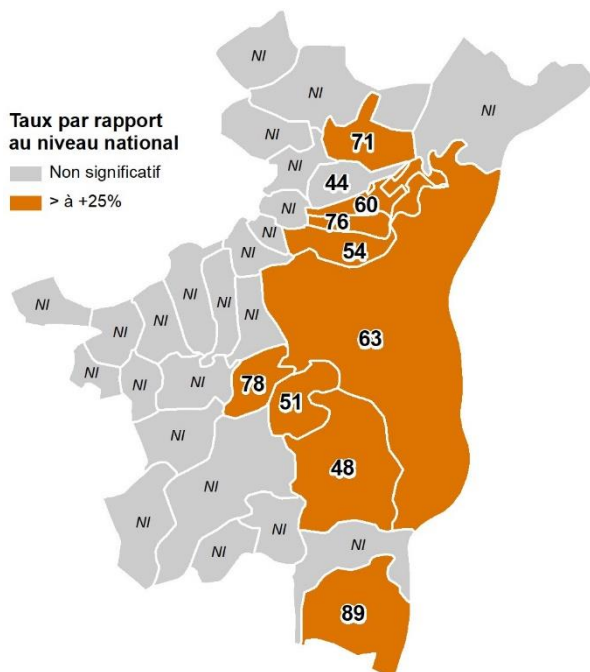 NI
NI
NI
Taux par rapport
au niveau national
NI
71
Non significatif
NI
44
> à +25%
NI
60
76
NI
54
NI
NI
NI
NI
NI
NI
NI
63
NI
NI
NI
78
51
NI
48
NI
NI
NI
NI
NI
NI
89